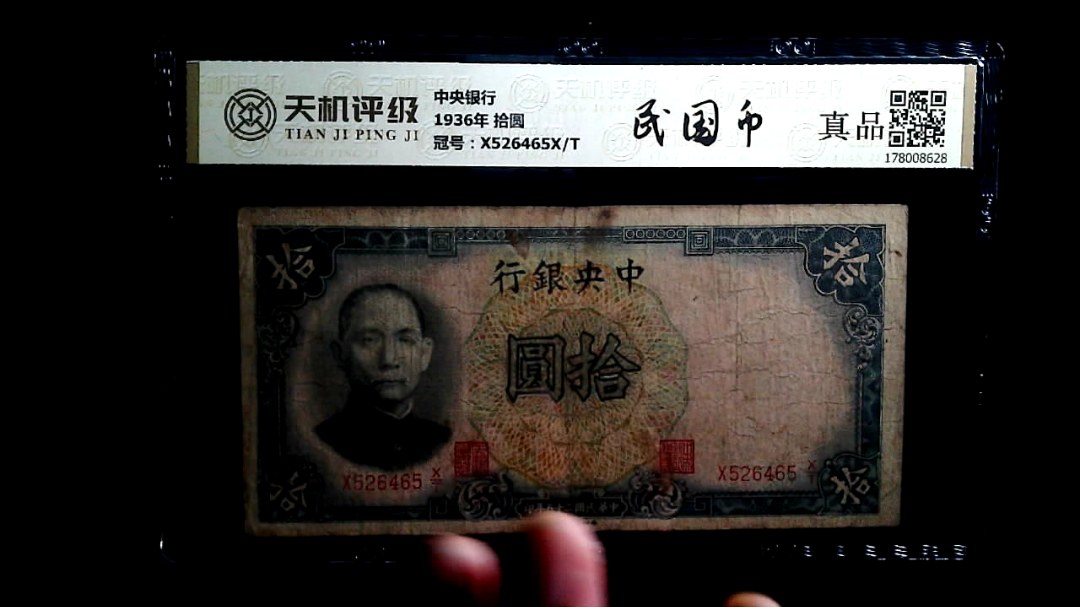 天机评级
TIAN JI PING JI
中央银行
1936年 拾圆
冠号：X526465X/T
民国币
真品
178008628
拾
拾
行銀央中
圓拾
X526465 X/T
X526465 X/T
拾
拾